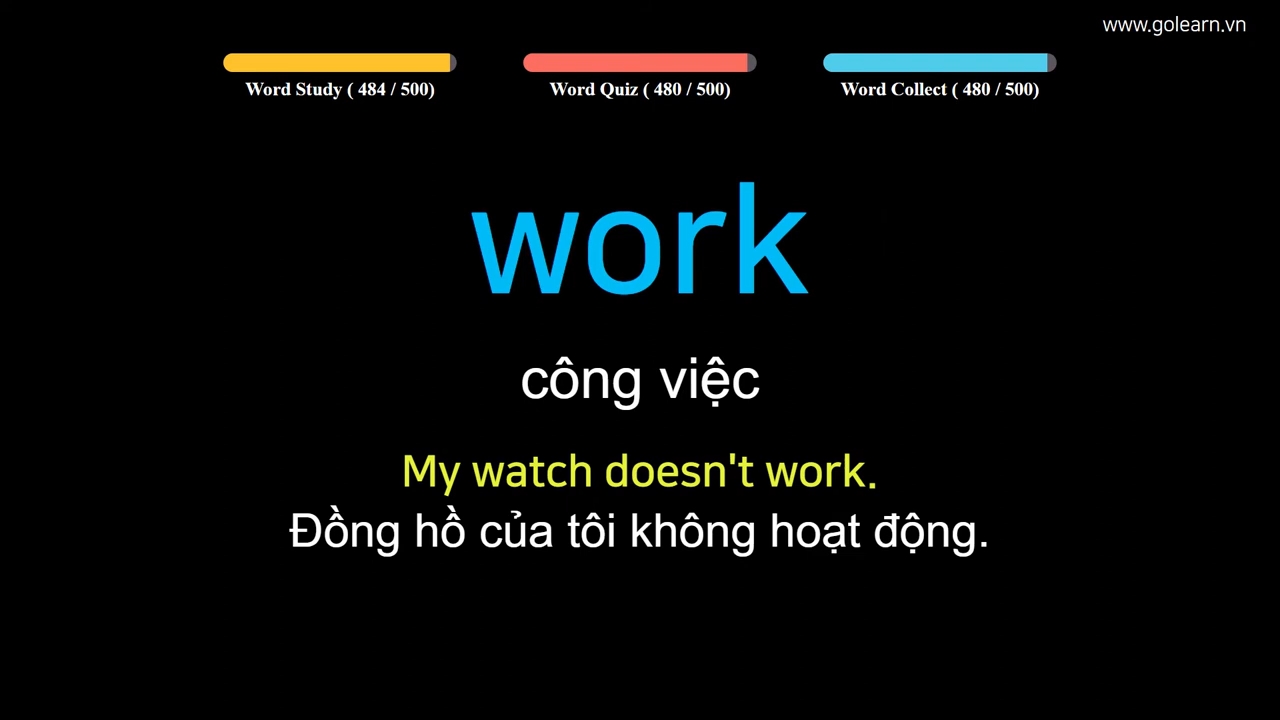 www.golearn.vn
Word Study ( 484 / 500)
Word Quiz ( 480 / 500)
Word Collect ( 480 / 500)
work
công việc
My watch doesn't work.
Đồng hồ của tôi không hoạt động.